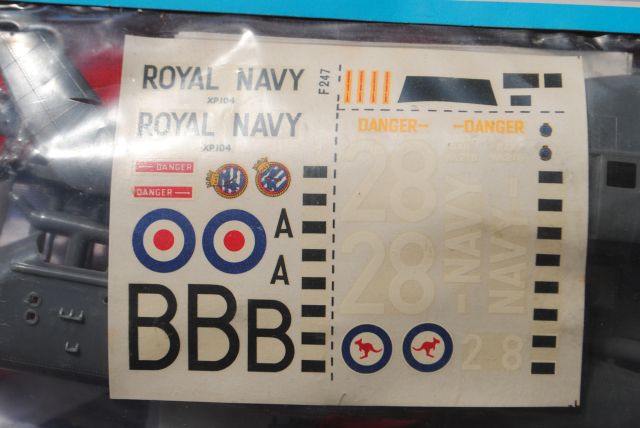 ROYAL NAVY
XP104
ROYAL NAVY
XP104
F247
DANGER
DANGER
A
A
BBB
DANGER-
-DANGER
28
28
NAVY
NAVY
2 8